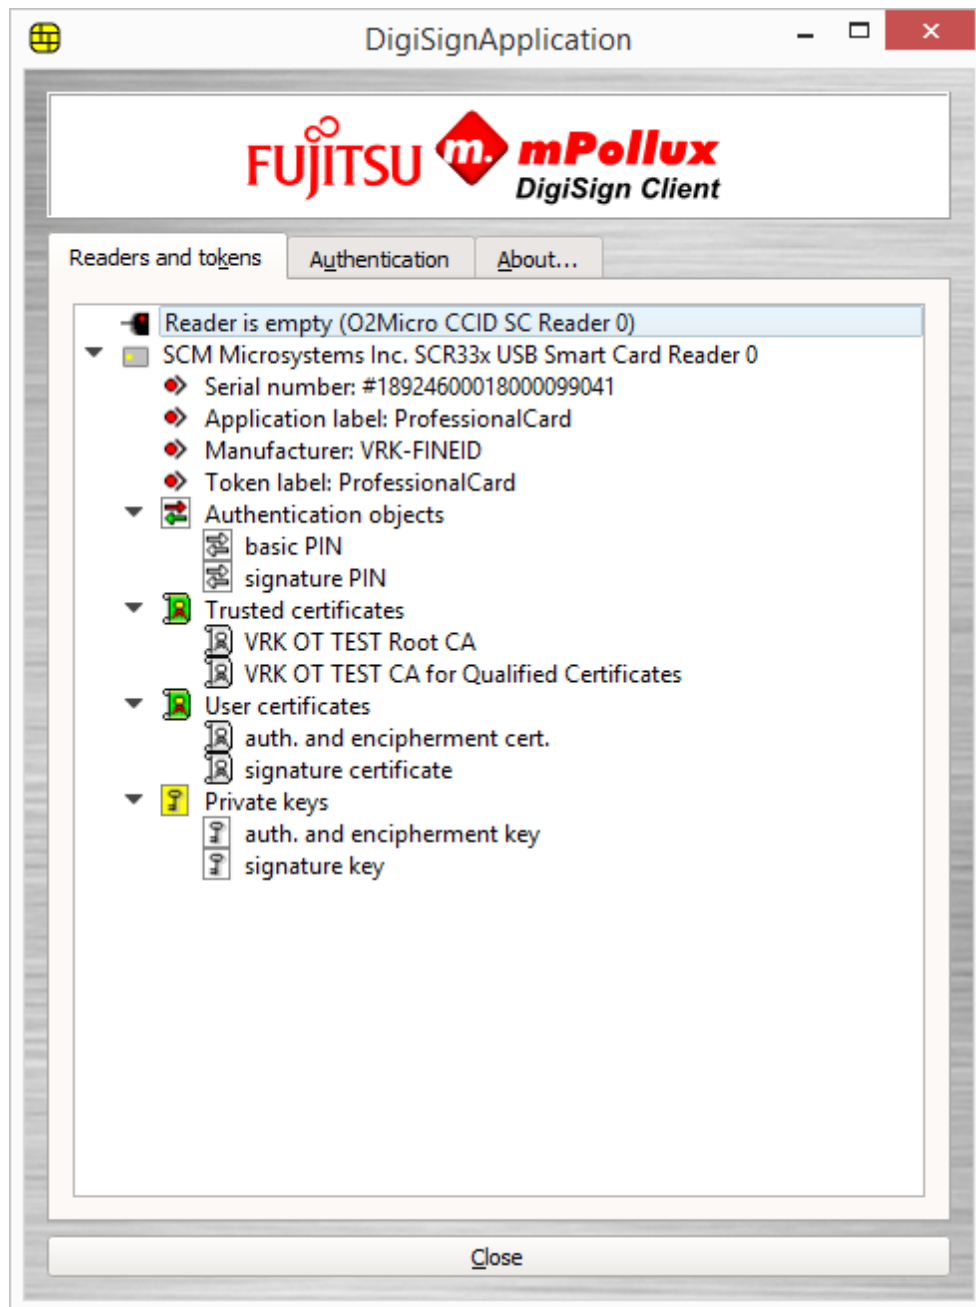 DigiSignApplication
FUJITSU m. mPollux
DigiSign Client
Readers and tokens Authentication About...
Reader is empty (O2Micro CCID SC Reader 0)
SCM Microsystems Inc. SCR33x USB Smart Card Reader 0
Serial number: #18924600018000099041
Application label: ProfessionalCard
Manufacturer: VRK-FINEID
Token label: ProfessionalCard
Authentication objects
basic PIN
signature PIN
Trusted certificates
VRK OT TEST Root CA
VRK OT TEST CA for Qualified Certificates
User certificates
auth. and encipherment cert.
signature certificate
Private keys
auth. and encipherment key
signature key
Close